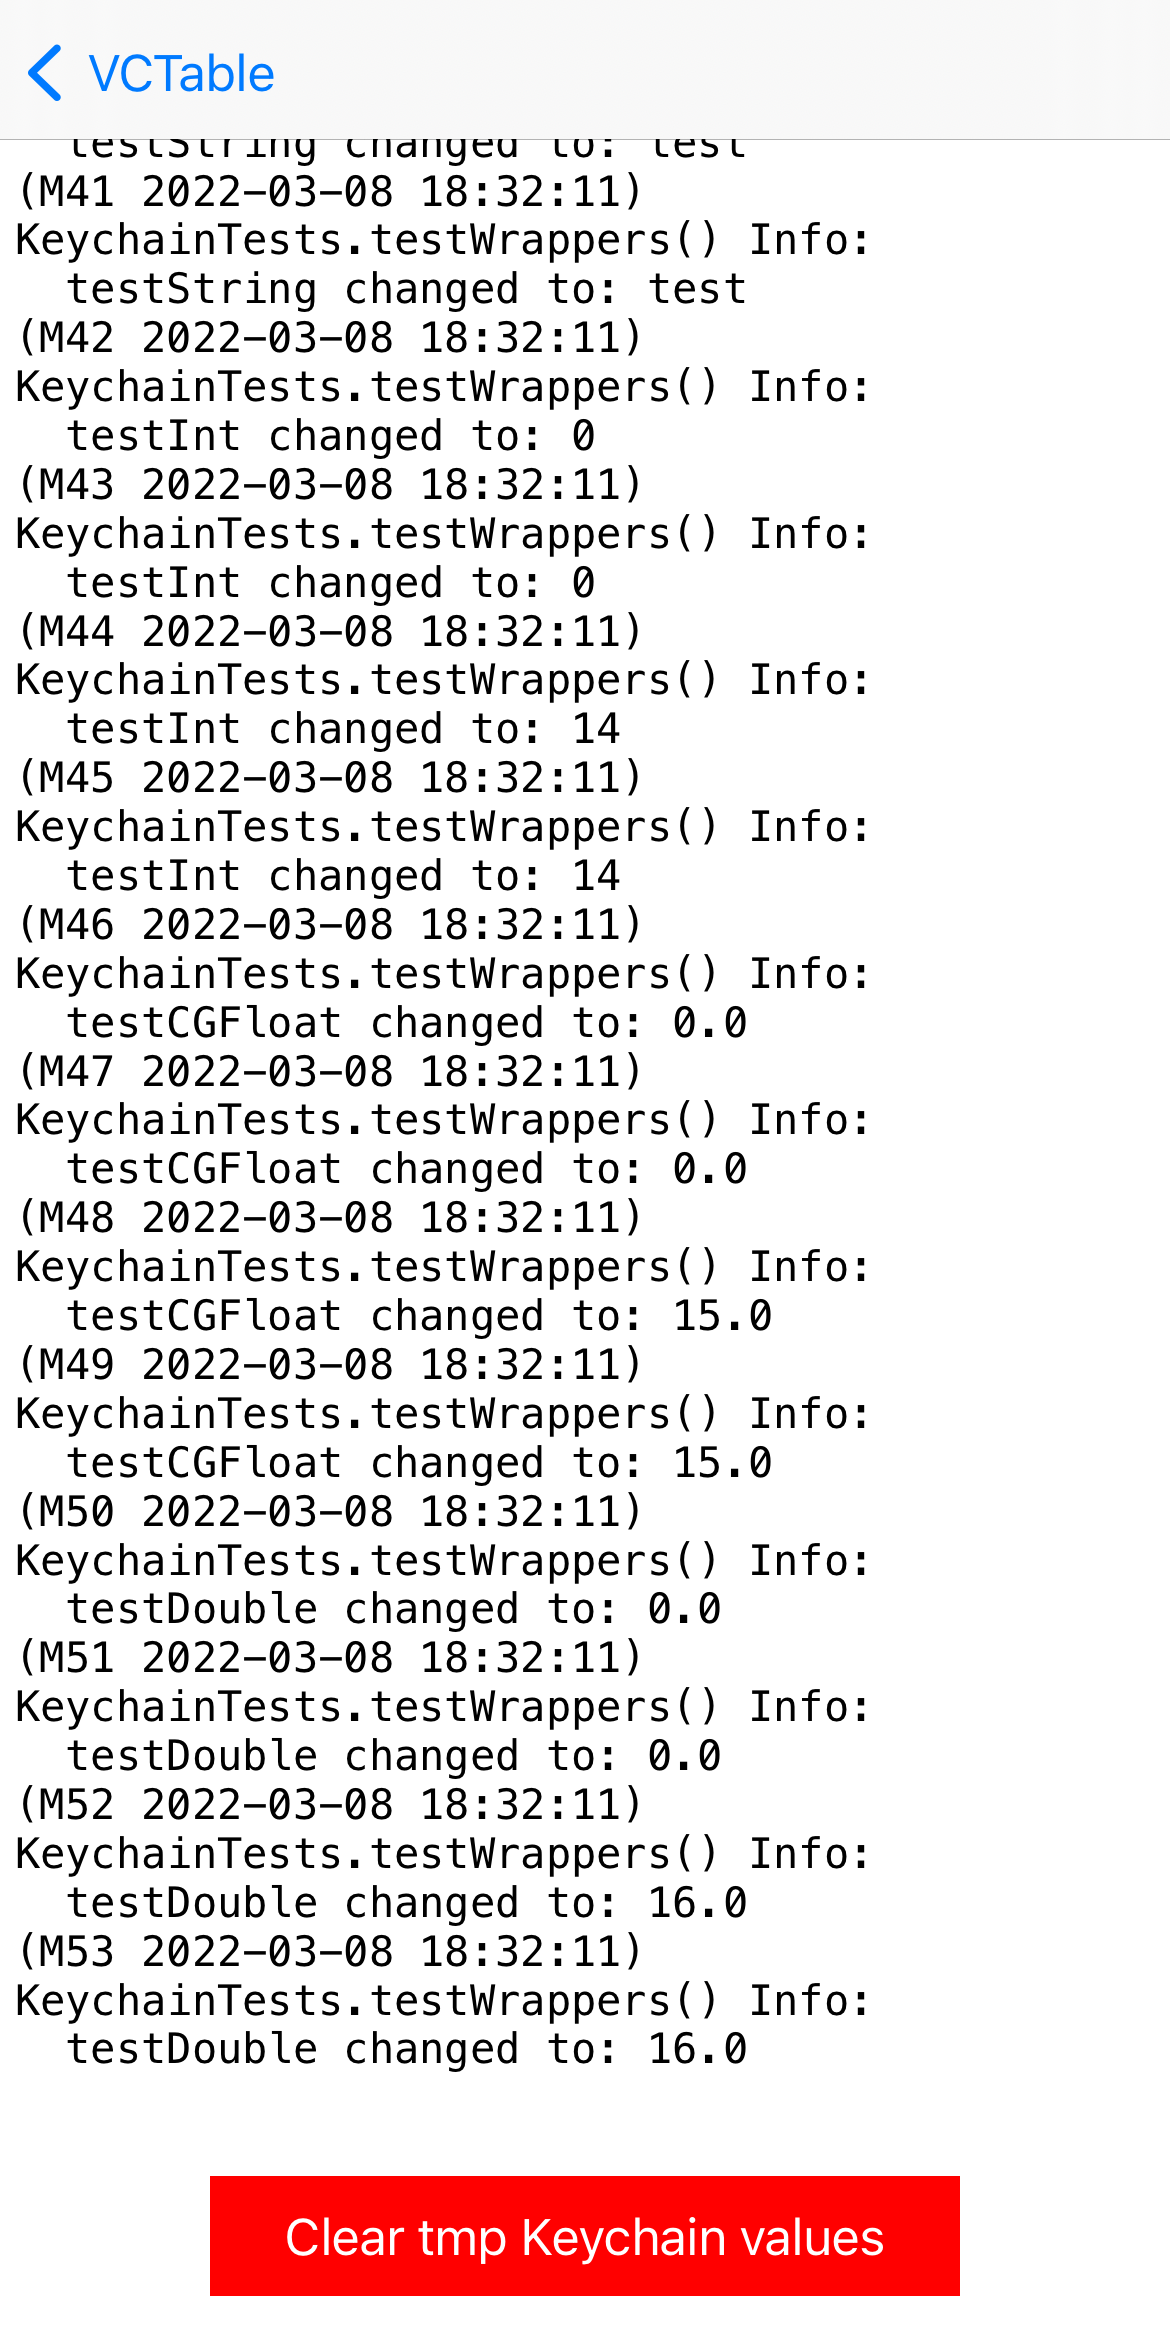 VCTable
testString changed to: test
(M41 2022-03-08 18:32:11)
KeychainTests.testWrappers() Info:
  testString changed to: test
(M42 2022-03-08 18:32:11)
KeychainTests.testWrappers() Info:
  testInt changed to: 0
(M43 2022-03-08 18:32:11)
KeychainTests.testWrappers() Info:
  testInt changed to: 0
(M44 2022-03-08 18:32:11)
KeychainTests.testWrappers() Info:
  testInt changed to: 14
(M45 2022-03-08 18:32:11)
KeychainTests.testWrappers() Info:
  testInt changed to: 14
(M46 2022-03-08 18:32:11)
KeychainTests.testWrappers() Info:
  testCGFloat changed to: 0.0
(M47 2022-03-08 18:32:11)
KeychainTests.testWrappers() Info:
  testCGFloat changed to: 0.0
(M48 2022-03-08 18:32:11)
KeychainTests.testWrappers() Info:
  testCGFloat changed to: 15.0
(M49 2022-03-08 18:32:11)
KeychainTests.testWrappers() Info:
  testCGFloat changed to: 15.0
(M50 2022-03-08 18:32:11)
KeychainTests.testWrappers() Info:
  testDouble changed to: 0.0
(M51 2022-03-08 18:32:11)
KeychainTests.testWrappers() Info:
  testDouble changed to: 0.0
(M52 2022-03-08 18:32:11)
KeychainTests.testWrappers() Info:
  testDouble changed to: 16.0
(M53 2022-03-08 18:32:11)
KeychainTests.testWrappers() Info:
  testDouble changed to: 16.0
Clear tmp Keychain values